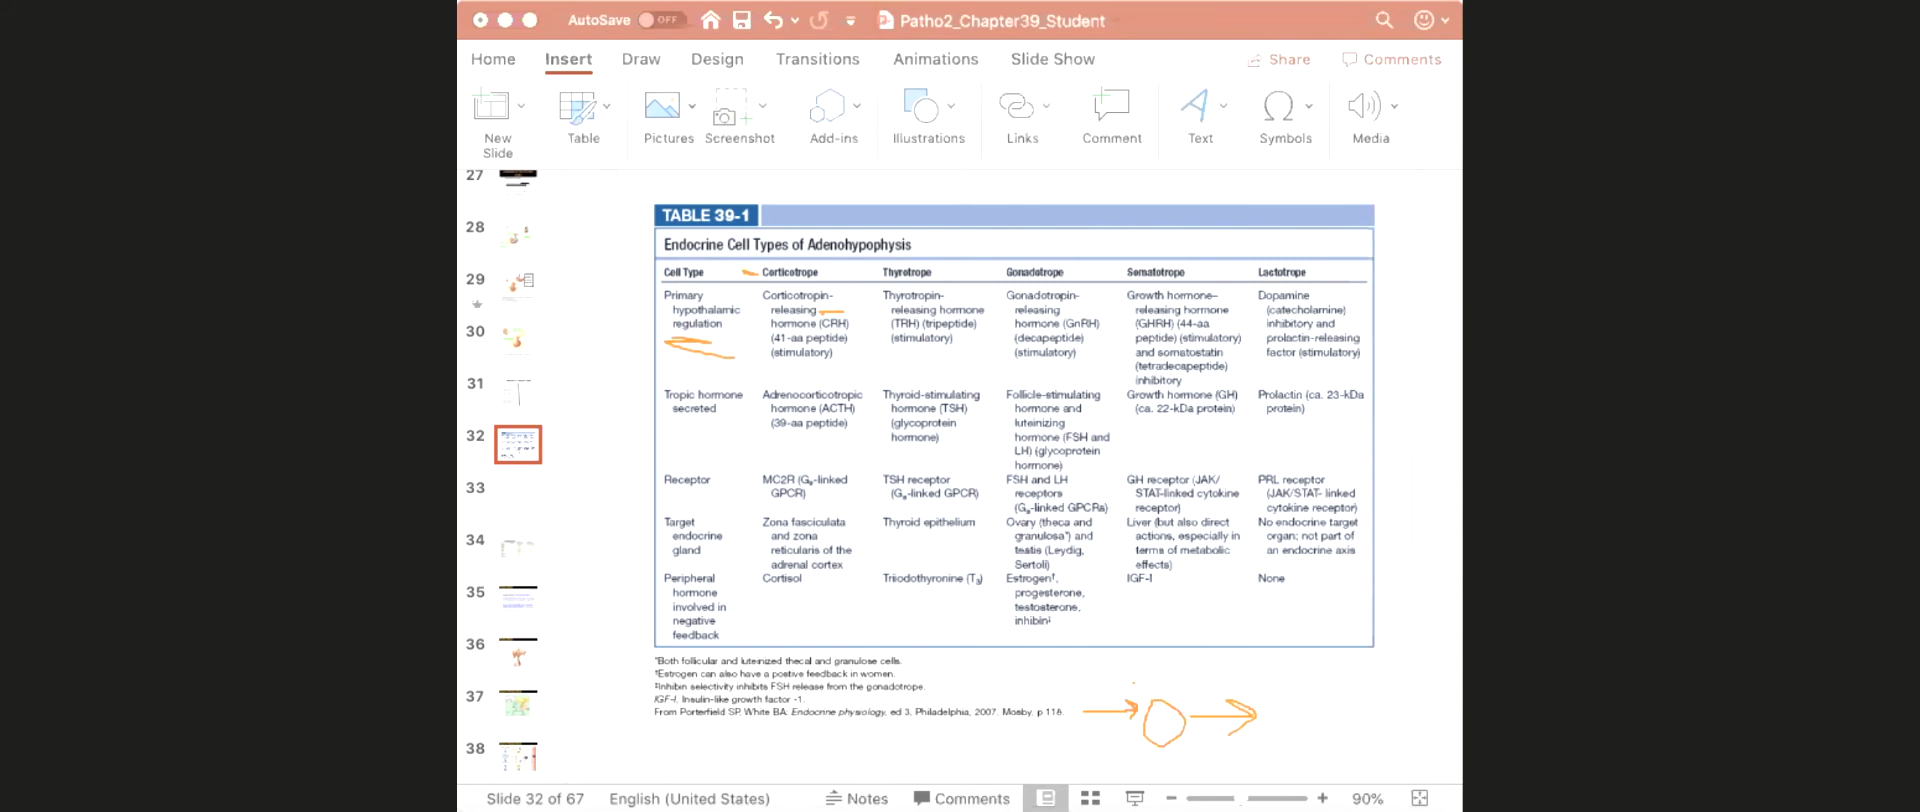 AutoSave OFF Patho2_Chapter39_Student
Home Insert Draw Design Transitions Animations Slide Show Share Comments
New Slide Table Pictures Screenshot Add-ins Illustrations Links Comment Text Symbols Media
27
28
29
30
31
32
33
34
35
36
37
38
TABLE 39-1
Endocrine Cell Types of Adenohypophysis
Cell Type Corticotrope Thyrotrope Gonadotrope Somatotrope Lactotrope
Primary Corticotropin- Thyrotropin- Gonadotropin- Growth hormone– Dopamine
hypothalamic releasing releasing hormone releasing hormone-releasing (catecholamine)
regulation hormone (CRH) (TRH) (tripeptide) hormone (GnRH) (GHRH) (44-aa inhibitory and
(41-aa peptide) (stimulatory) (decapeptide) peptide) (stimulatory) prolactin-releasing
(stimulatory) (stimulatory) and somatostatin factor (stimulatory)
(tetradecapeptide)
inhibitory
Tropic hormone Adrenocorticotropic Thyroid-stimulating Follicle-stimulating Growth hormone (GH) Prolactin (ca. 23-kDa
secreted hormone (ACTH) hormone (TSH) hormone and (ca. 22-kDa protein) protein)
(39-aa peptide) (glycoprotein luteinizing
hormone) hormone (FSH and
LH) (glycoprotein
hormone)
Receptor MC2R (Gs-linked TSH receptor FSH and LH GH receptor (JAK/ PRL receptor
GPCR) (Gs-linked GPCR) receptors STAT-linked cytokine (JAK/STAT- linked
(Gs-linked GPCRs) receptor) cytokine receptor)
Target Zona fasciculata Thyroid epithelium Ovary (theca and Liver (but also direct No endocrine target
endocrine and zona granulosa*) and actions, especially in organ; not part of
gland reticularis of the testis (Leydig, terms of metabolic an endocrine axis
adrenal cortex Sertoli) effects)
Peripheral Cortisol Triiodothyronine (T3) Estrogen†, IGF-1 None
hormone progesterone,
involved in testosterone,
negative inhibin‡
feedback
*Both follicular and luteinized thecal and granulose cells.
†Estrogen can also have a postive feedback in women.
‡Inhibin selectivity inhibits FSH release from the gonadotrope.
IGF-I, Insulin-like growth factor -1.
From Porterfield SP, White BA: Endocrine physiology, ed 3, Philadelphia, 2007, Mosby, p 116.
Slide 32 of 67 English (United States) Notes Comments 90%